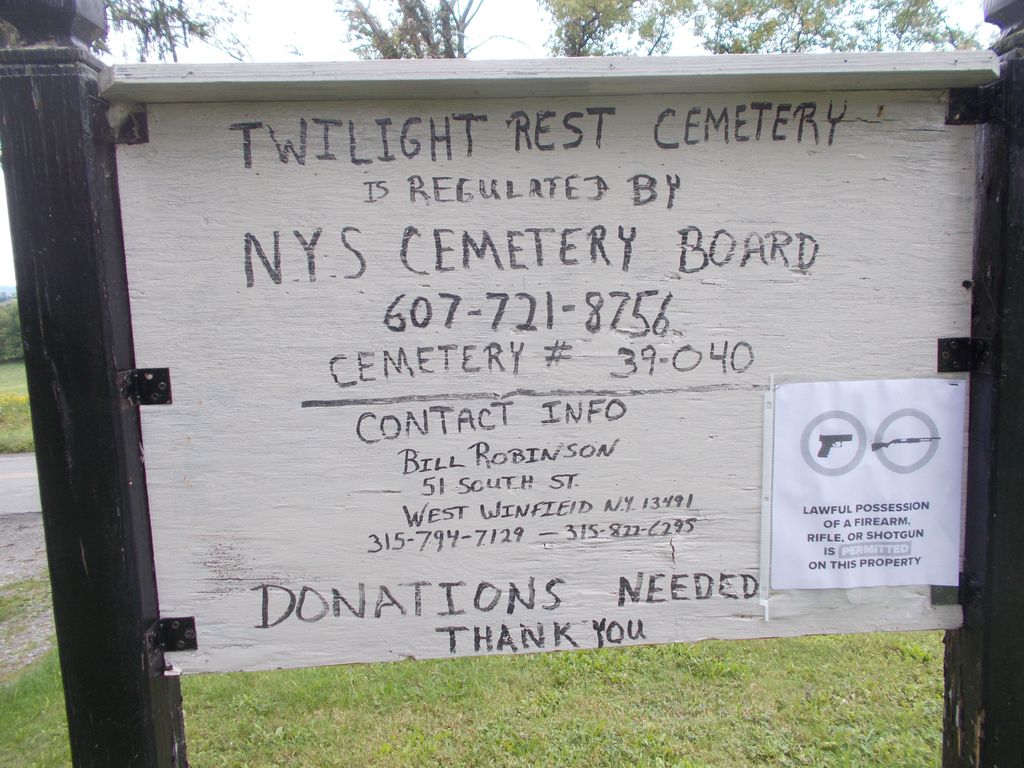 TWILIGHT REST CEMETERY
IS REGULATED BY
N.Y.S CEMETERY BOARD
607-721-8756
CEMETERY # 39-040
CONTACT INFO
BILL ROBINSON
51 SOUTH ST.
WEST WINFIELD N.Y. 13491
315-794-7129 - 315-822-6295
DONATIONS NEEDED
THANK YOU
LAWFUL POSSESSION
OF A FIREARM,
RIFLE, OR SHOTGUN
IS PERMITTED
ON THIS PROPERTY